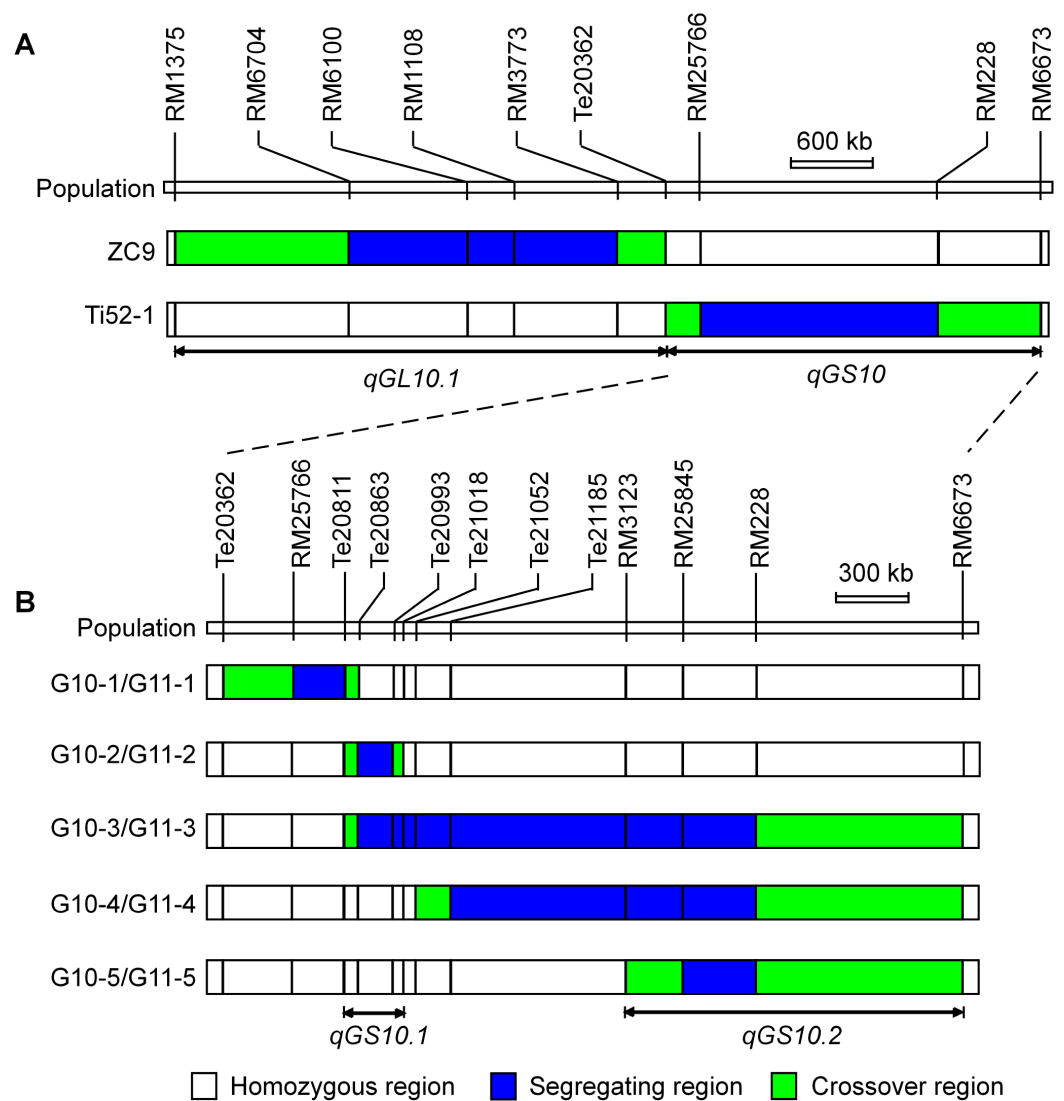 A
RM1375
RM6704
RM6100
RM1108
RM3773
Te20362
RM25766
RM228
RM6673
600 kb
Population
ZC9
Ti52-1
qGL10.1
qGS10
Te20362
RM25766
Te20811
Te20863
Te20993
Te21018
Te21052
Te21185
RM3123
RM25845
RM228
RM6673
B
300 kb
Population
G10-1/G11-1
G10-2/G11-2
G10-3/G11-3
G10-4/G11-4
G10-5/G11-5
qGS10.1
qGS10.2
Homozygous region
Segregating region
Crossover region